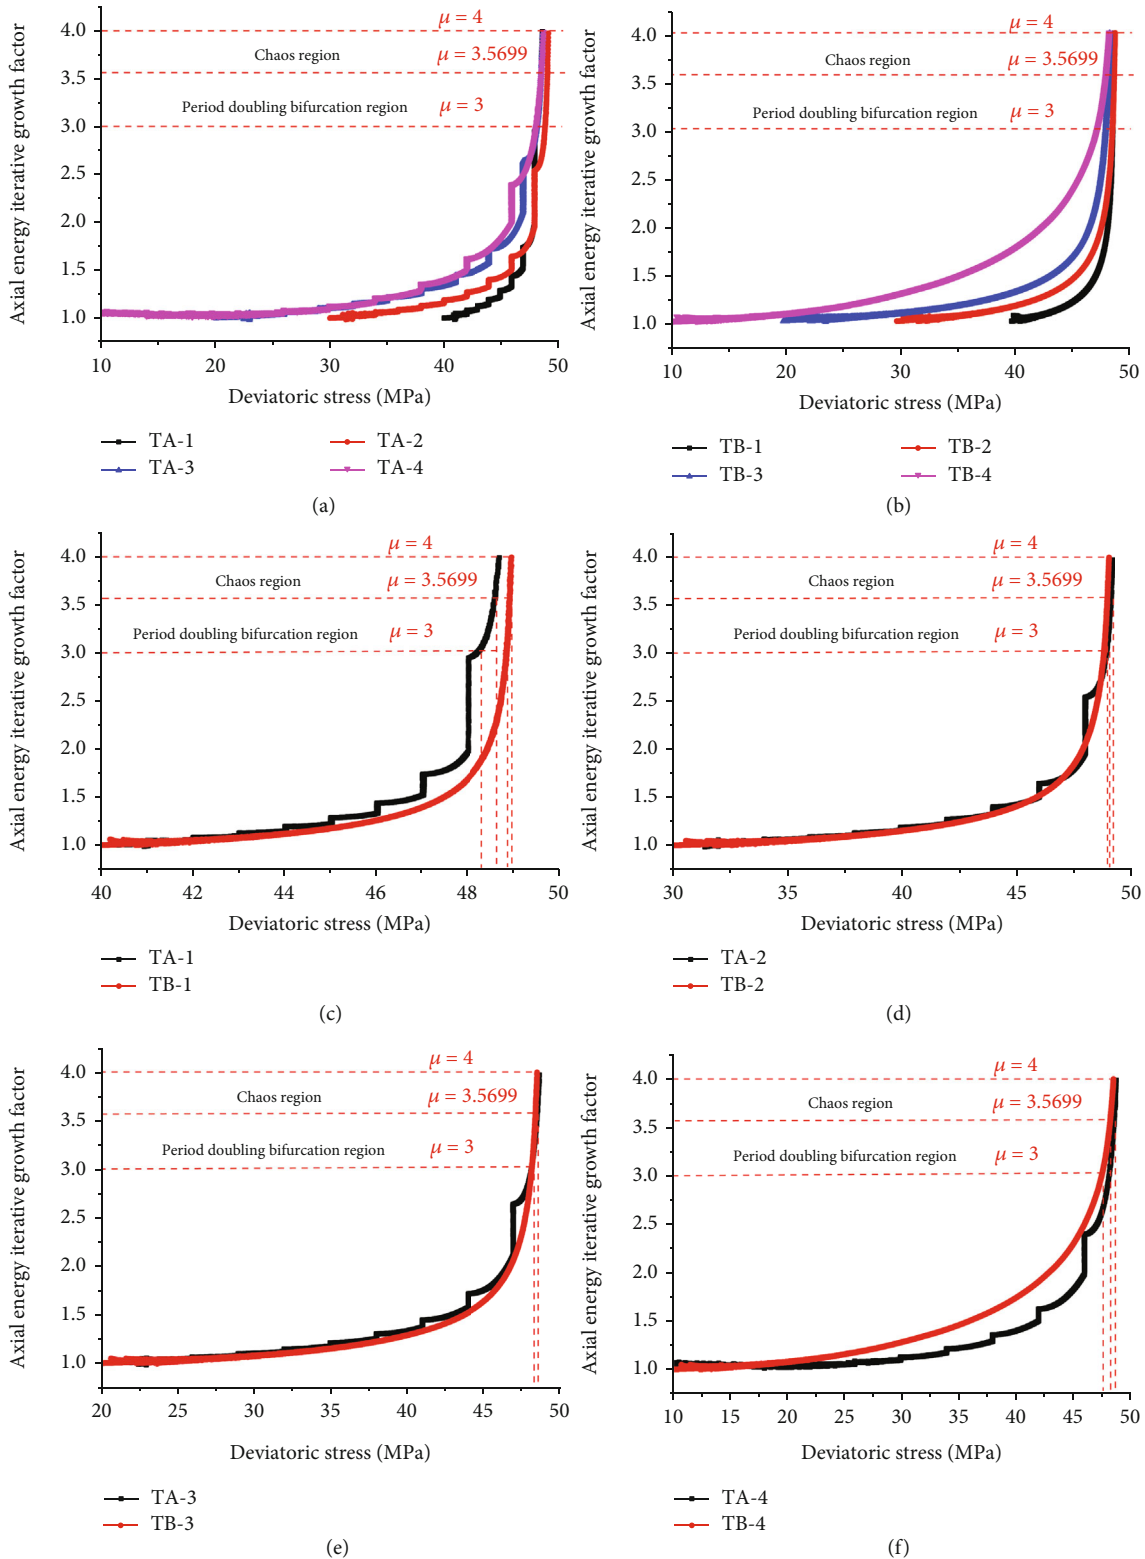 μ = 4
Chaos region
μ = 3.5699
Period doubling bifurcation region
μ = 3
Axial energy iterative growth factor
4.0
3.5
3.0
2.5
2.0
1.5
1.0
10 20 30 40 50
Deviatoric stress (MPa)
TA-1 TA-2
TA-3 TA-4
(a)
μ = 4
Chaos region
μ = 3.5699
Period doubling bifurcation region
μ = 3
Axial energy iterative growth factor
4.0
3.5
3.0
2.5
2.0
1.5
1.0
10 20 30 40 50
Deviatoric stress (MPa)
TB-1 TB-2
TB-3 TB-4
(b)
μ = 4
Chaos region
μ = 3.5699
Period doubling bifurcation region
μ = 3
Axial energy iterative growth factor
4.0
3.5
3.0
2.5
2.0
1.5
1.0
40 42 44 46 48 50
Deviatoric stress (MPa)
TA-1
TB-1
(c)
μ = 4
Chaos region
μ = 3.5699
Period doubling bifurcation region
μ = 3
Axial energy iterative growth factor
4.0
3.5
3.0
2.5
2.0
1.5
1.0
30 35 40 45 50
Deviatoric stress (MPa)
TA-2
TB-2
(d)
μ = 4
Chaos region
μ = 3.5699
Period doubling bifurcation region
μ = 3
Axial energy iterative growth factor
4.0
3.5
3.0
2.5
2.0
1.5
1.0
20 25 30 35 40 45 50
Deviatoric stress (MPa)
TA-3
TB-3
(e)
μ = 4
Chaos region
μ = 3.5699
Period doubling bifurcation region
μ = 3
Axial energy iterative growth factor
4.0
3.5
3.0
2.5
2.0
1.5
1.0
10 15 20 25 30 35 40 45 50
Deviatoric stress (MPa)
TA-4
TB-4
(f)